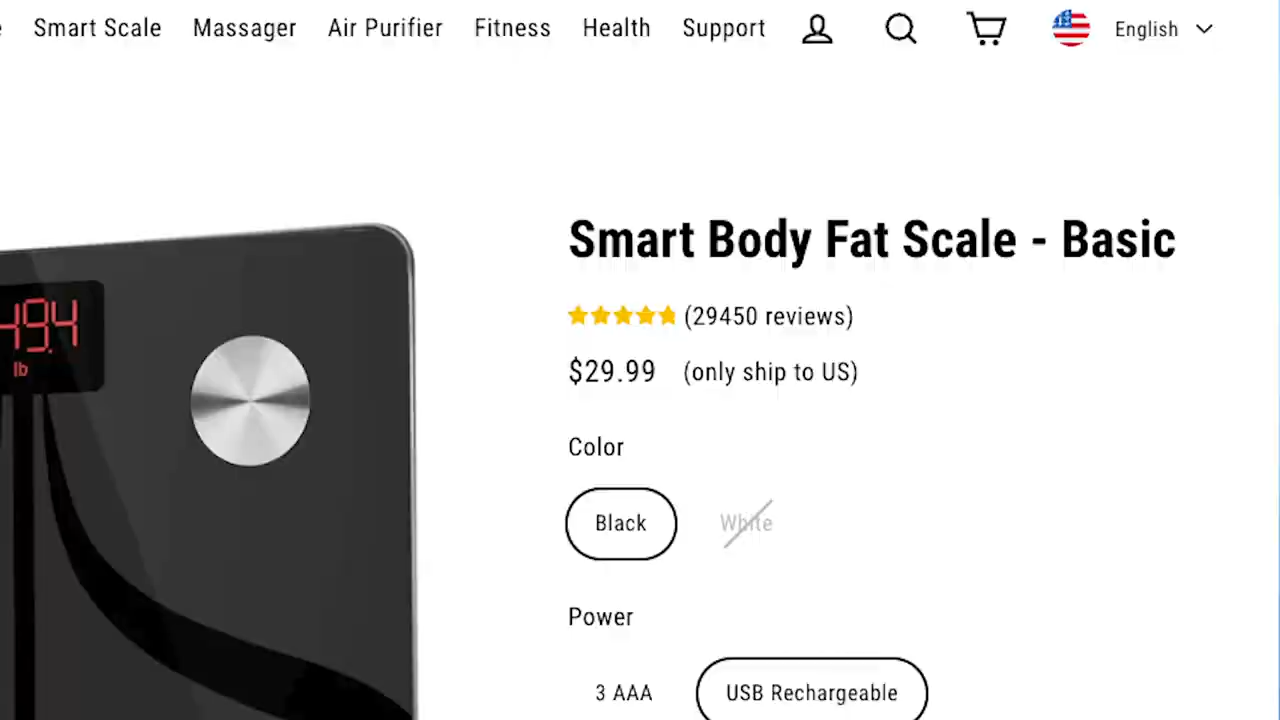 Smart Scale Massager Air Purifier Fitness Health Support English
Smart Body Fat Scale - Basic
(29450 reviews)
$29.99 (only ship to US)
lb
Color
Black White
Power
3 AAA USB Rechargeable